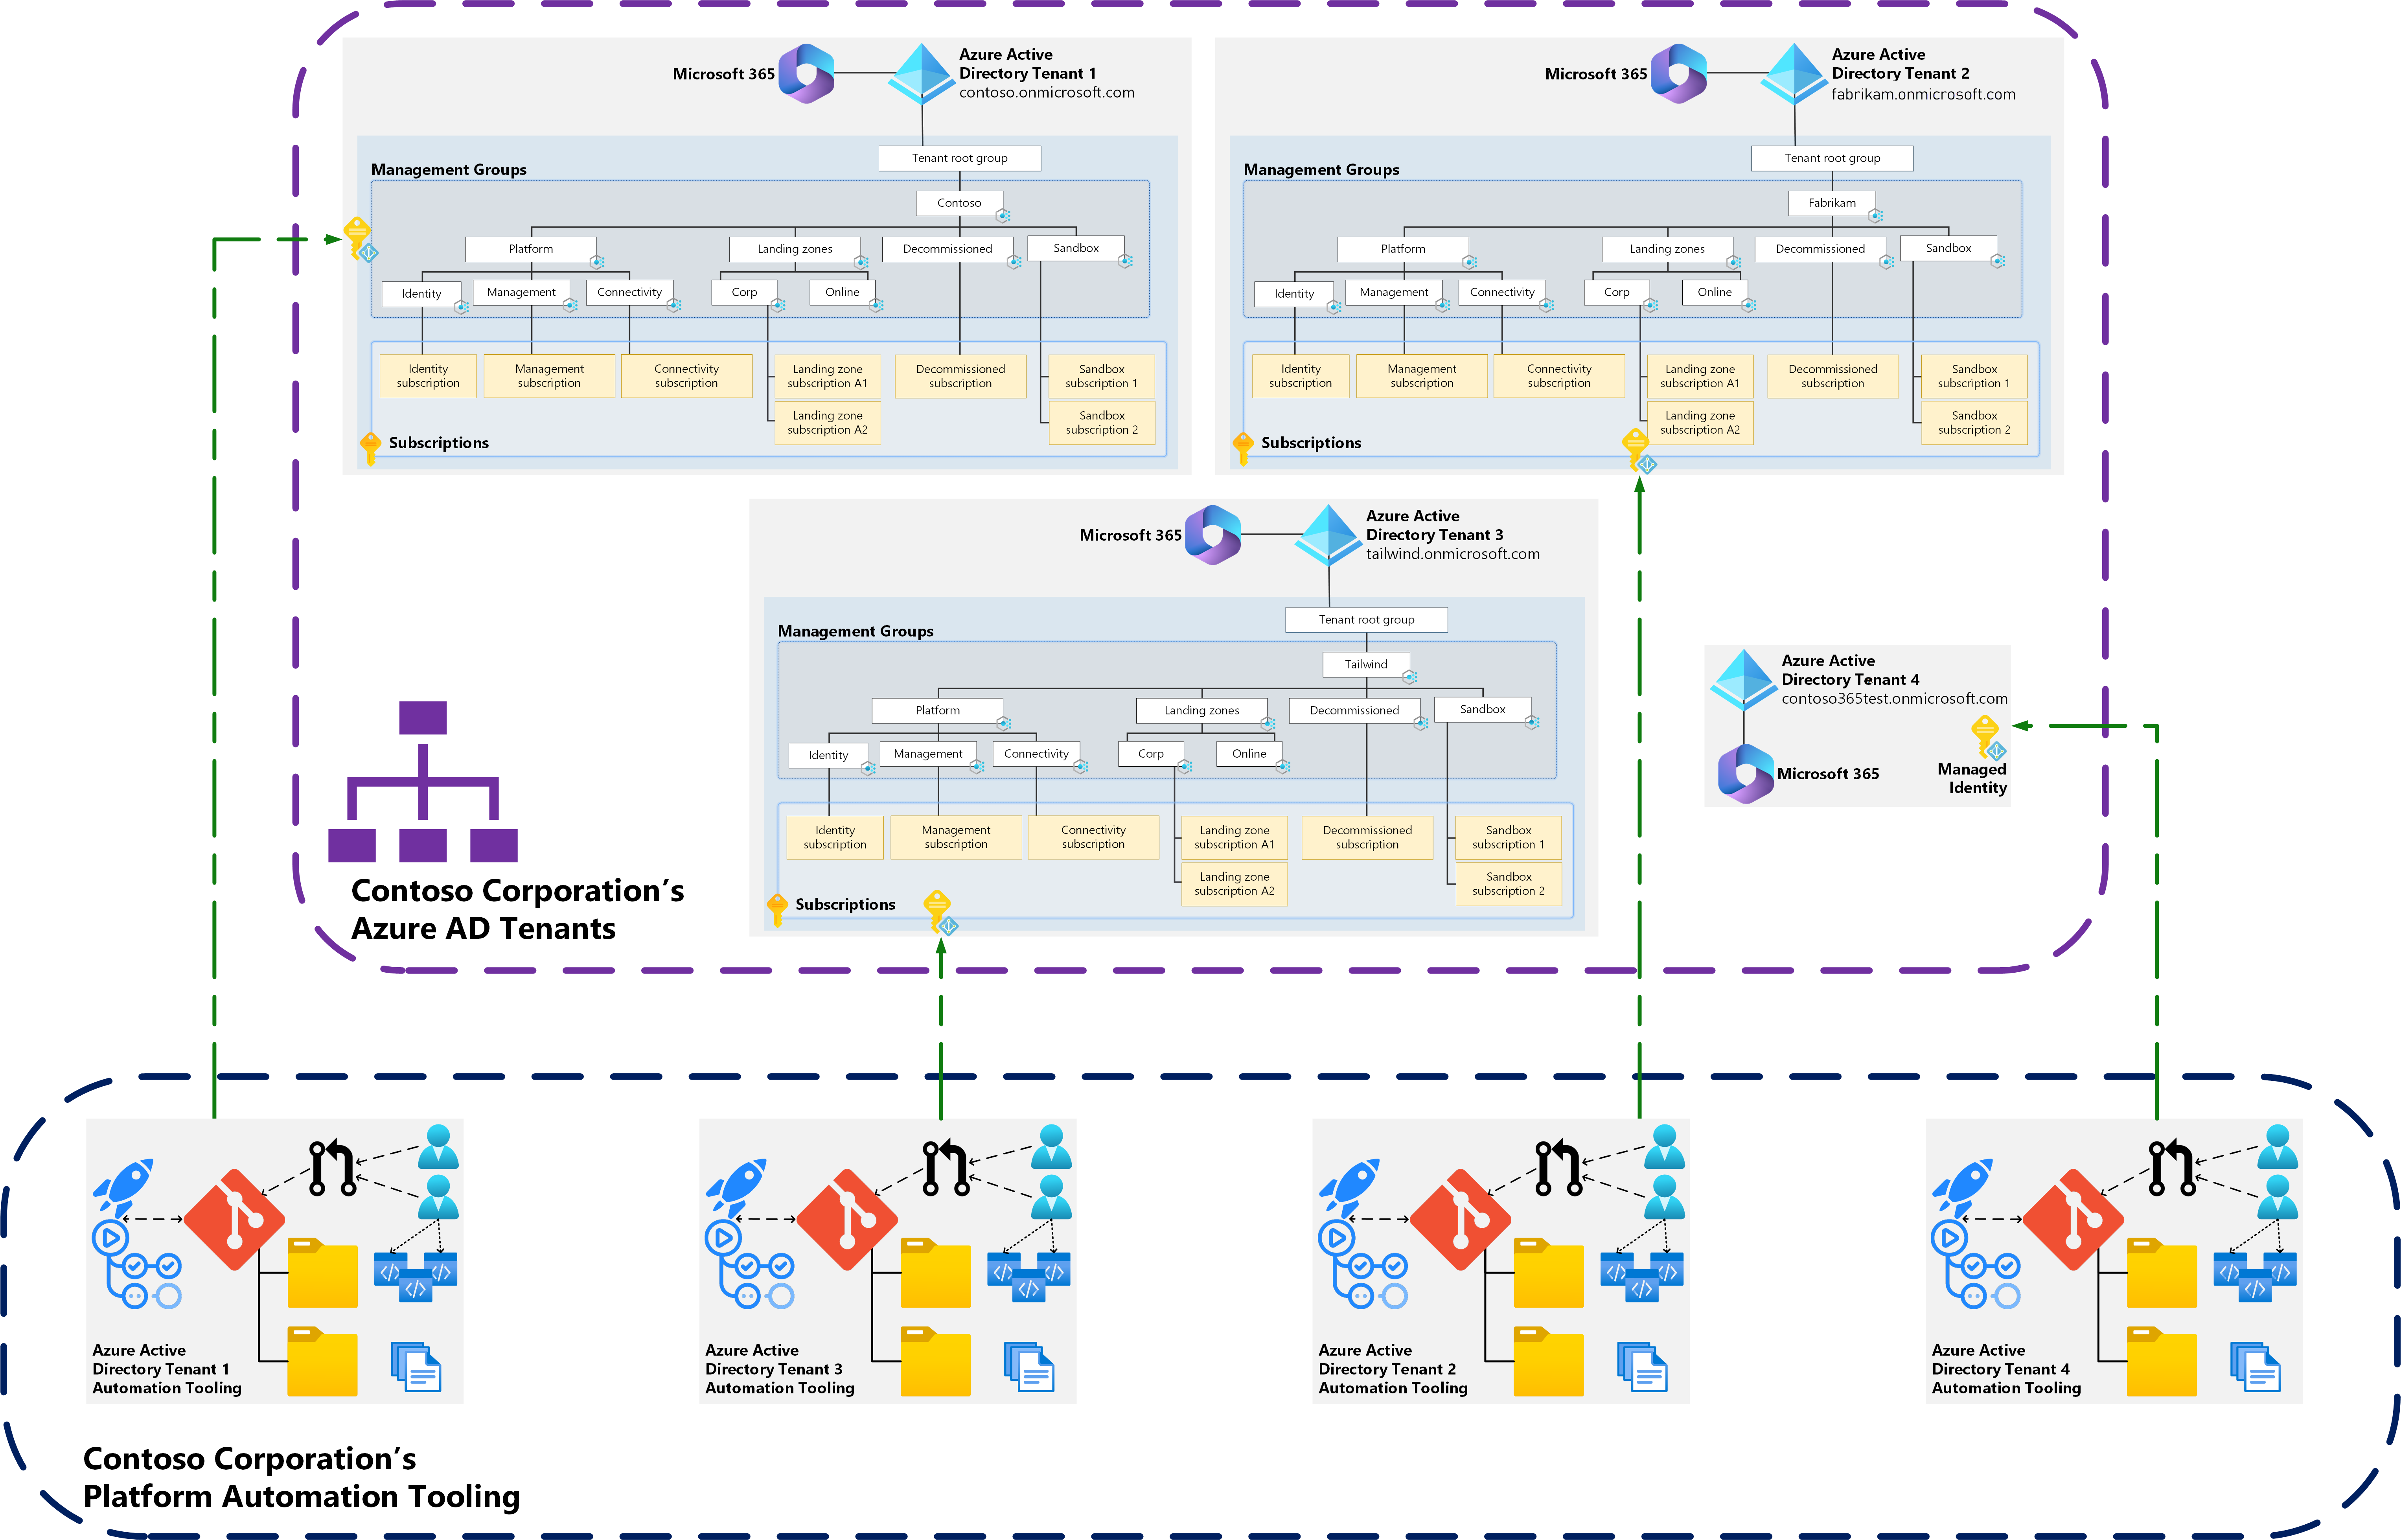 Microsoft 365
Azure Active
Directory Tenant 1
contoso.onmicrosoft.com
Tenant root group
Management Groups
Contoso
Platform
Landing zones
Decommissioned
Sandbox
Identity
Management
Connectivity
Corp
Online
Identity
subscription
Management
subscription
Connectivity
subscription
Landing zone
subscription A1
Decommissioned
subscription
Sandbox
subscription 1
Landing zone
subscription A2
Sandbox
subscription 2
Subscriptions
Microsoft 365
Azure Active
Directory Tenant 2
fabrikam.onmicrosoft.com
Tenant root group
Management Groups
Fabrikam
Platform
Landing zones
Decommissioned
Sandbox
Identity
Management
Connectivity
Corp
Online
Identity
subscription
Management
subscription
Connectivity
subscription
Landing zone
subscription A1
Decommissioned
subscription
Sandbox
subscription 1
Landing zone
subscription A2
Sandbox
subscription 2
Subscriptions
Microsoft 365
Azure Active
Directory Tenant 3
tailwind.onmicrosoft.com
Tenant root group
Management Groups
Tailwind
Platform
Landing zones
Decommissioned
Sandbox
Identity
Management
Connectivity
Corp
Online
Identity
subscription
Management
subscription
Connectivity
subscription
Landing zone
subscription A1
Decommissioned
subscription
Sandbox
subscription 1
Landing zone
subscription A2
Sandbox
subscription 2
Subscriptions
Azure Active
Directory Tenant 4
contoso365test.onmicrosoft.com
Microsoft 365
Managed
Identity
Contoso Corporation’s
Azure AD Tenants
Azure Active
Directory Tenant 1
Automation Tooling
Azure Active
Directory Tenant 3
Automation Tooling
Azure Active
Directory Tenant 2
Automation Tooling
Azure Active
Directory Tenant 4
Automation Tooling
Contoso Corporation’s
Platform Automation Tooling